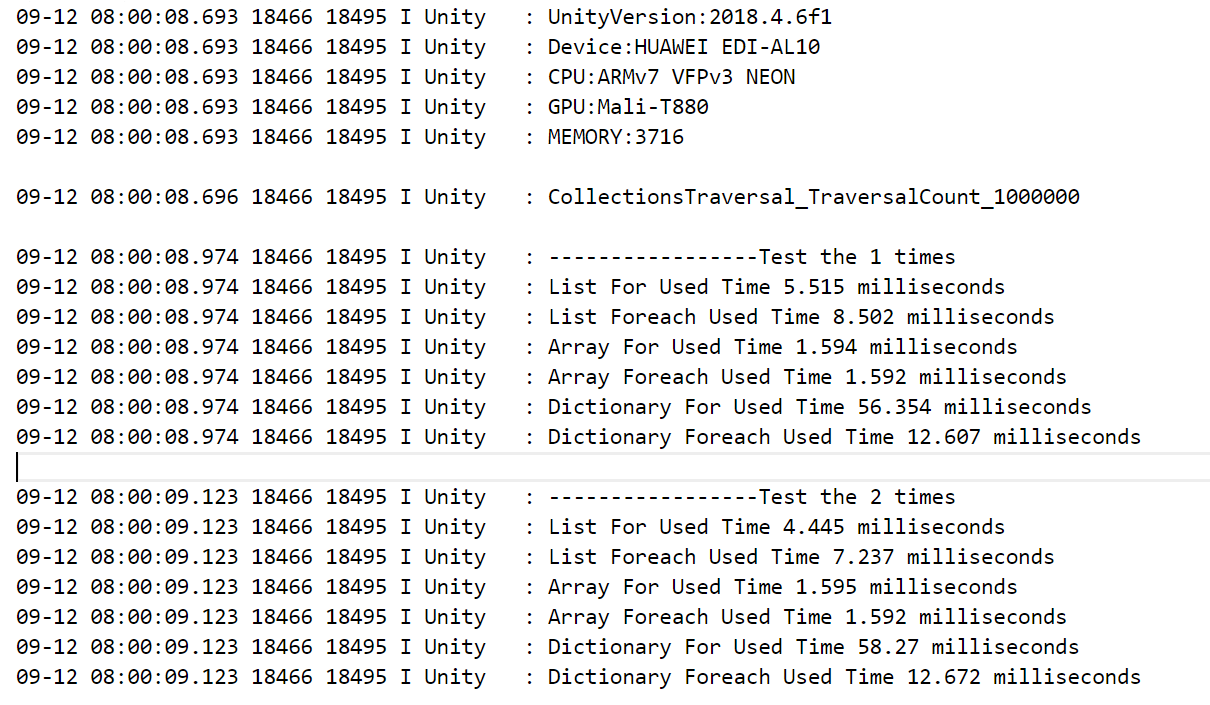 09-12 08:00:08.693 18466 18495 I Unity   : UnityVersion:2018.4.6f1
09-12 08:00:08.693 18466 18495 I Unity   : Device:HUAWEI EDI-AL10
09-12 08:00:08.693 18466 18495 I Unity   : CPU:ARMv7 VFPv3 NEON
09-12 08:00:08.693 18466 18495 I Unity   : GPU:Mali-T880
09-12 08:00:08.693 18466 18495 I Unity   : MEMORY:3716
09-12 08:00:08.696 18466 18495 I Unity   : CollectionsTraversal_TraversalCount_1000000
09-12 08:00:08.974 18466 18495 I Unity   : -----------------Test the 1 times
09-12 08:00:08.974 18466 18495 I Unity   : List For Used Time 5.515 milliseconds
09-12 08:00:08.974 18466 18495 I Unity   : List Foreach Used Time 8.502 milliseconds
09-12 08:00:08.974 18466 18495 I Unity   : Array For Used Time 1.594 milliseconds
09-12 08:00:08.974 18466 18495 I Unity   : Array Foreach Used Time 1.592 milliseconds
09-12 08:00:08.974 18466 18495 I Unity   : Dictionary For Used Time 56.354 milliseconds
09-12 08:00:08.974 18466 18495 I Unity   : Dictionary Foreach Used Time 12.607 milliseconds
09-12 08:00:09.123 18466 18495 I Unity   : -----------------Test the 2 times
09-12 08:00:09.123 18466 18495 I Unity   : List For Used Time 4.445 milliseconds
09-12 08:00:09.123 18466 18495 I Unity   : List Foreach Used Time 7.237 milliseconds
09-12 08:00:09.123 18466 18495 I Unity   : Array For Used Time 1.595 milliseconds
09-12 08:00:09.123 18466 18495 I Unity   : Array Foreach Used Time 1.592 milliseconds
09-12 08:00:09.123 18466 18495 I Unity   : Dictionary For Used Time 58.27 milliseconds
09-12 08:00:09.123 18466 18495 I Unity   : Dictionary Foreach Used Time 12.672 milliseconds